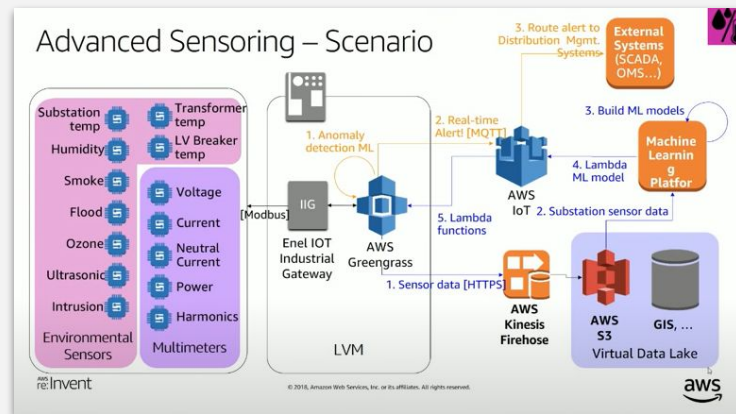 Advanced Sensoring – Scenario
3. Route alert to
Distribution Mgmt.
Systems
External
Systems
(SCADA,
OMS...)
Substation
temp
Humidity
Smoke
Flood
Ozone
Ultrasonic
Intrusion
Environmental
Sensors
Transformer
temp
LV Breaker
temp
Voltage
Current
Neutral
Current
Power
Harmonics
Multimeters
[Modbus]
IIG
Enel IOT
Industrial
Gateway
1. Anomaly
detection ML
AWS
Greengrass
LVM
2. Real-time
Alert! [MQTT]
AWS
IoT
5. Lambda
functions
3. Build ML models
Machine
Learnin
g
Platfor
4. Lambda
ML model
2. Substation sensor data
1. Sensor data [HTTPS]
AWS
Kinesis
Firehose
AWS
S3
GIS, ...
Virtual Data Lake
AWS
re:Invent
© 2018, Amazon Web Services, Inc. or its affiliates. All rights reserved.
aws